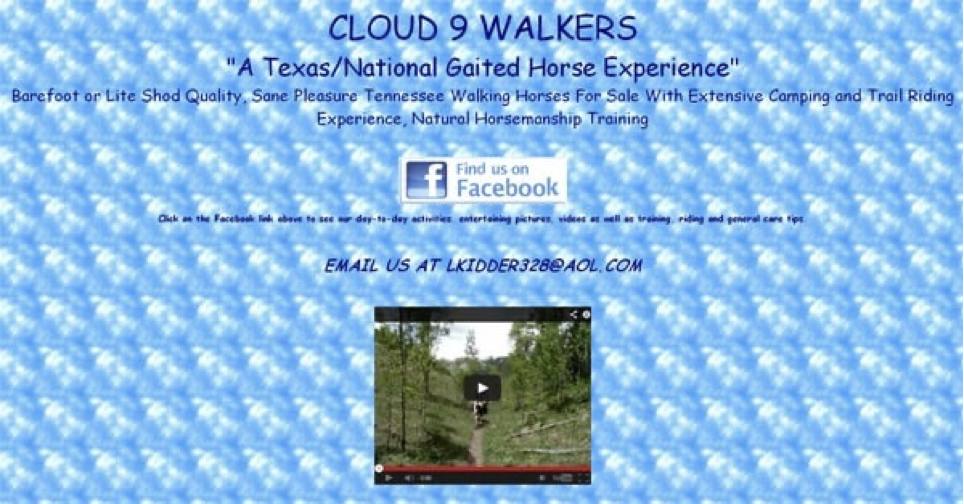 CLOUD 9 WALKERS
"A Texas/National Gaited Horse Experience"
Barefoot or Lite Shod Quality, Sane Pleasure Tennessee Walking Horses For Sale With Extensive Camping and Trail Riding
Experience, Natural Horsemanship Training
f Find us on
Facebook
Click on the Facebook link above to see our day-to-day activities, entertaining pictures, videos as well as training, riding and general care tips.
EMAIL US AT LKIDDER328@AOL.COM
0:00
YouTube